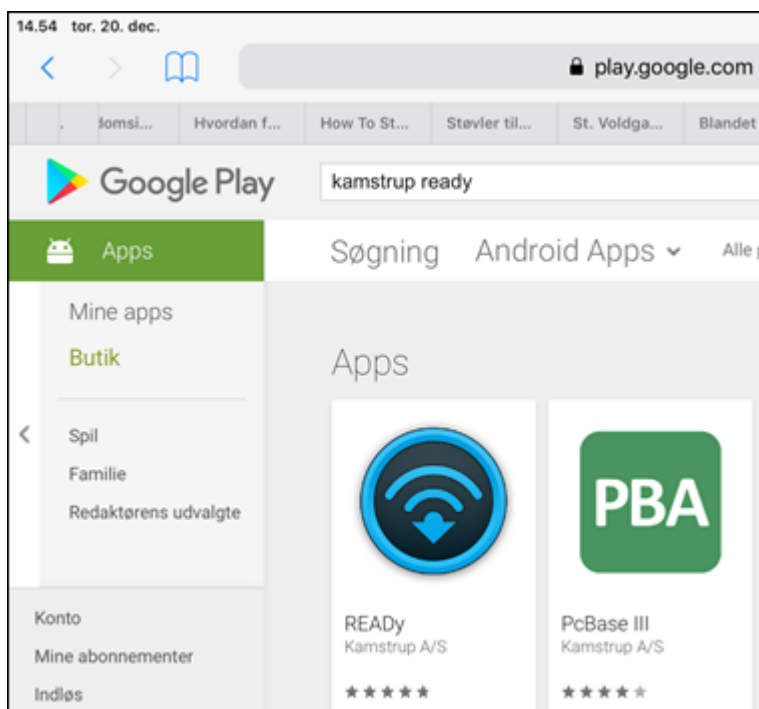 14.54 tor. 20. dec.
play.google.com
Hvordan f...
How To St...
Støvler til...
St. Voldga...
Blandet
Google Play
kamstrup ready
Apps
Søgning
Android Apps
Alle
Mine apps
Butik
Spil
Familie
Redaktørens udvalgte
Konto
Mine abonnementer
Indløs
Apps
READy
Kamstrup A/S
PBA
PcBase III
Kamstrup A/S